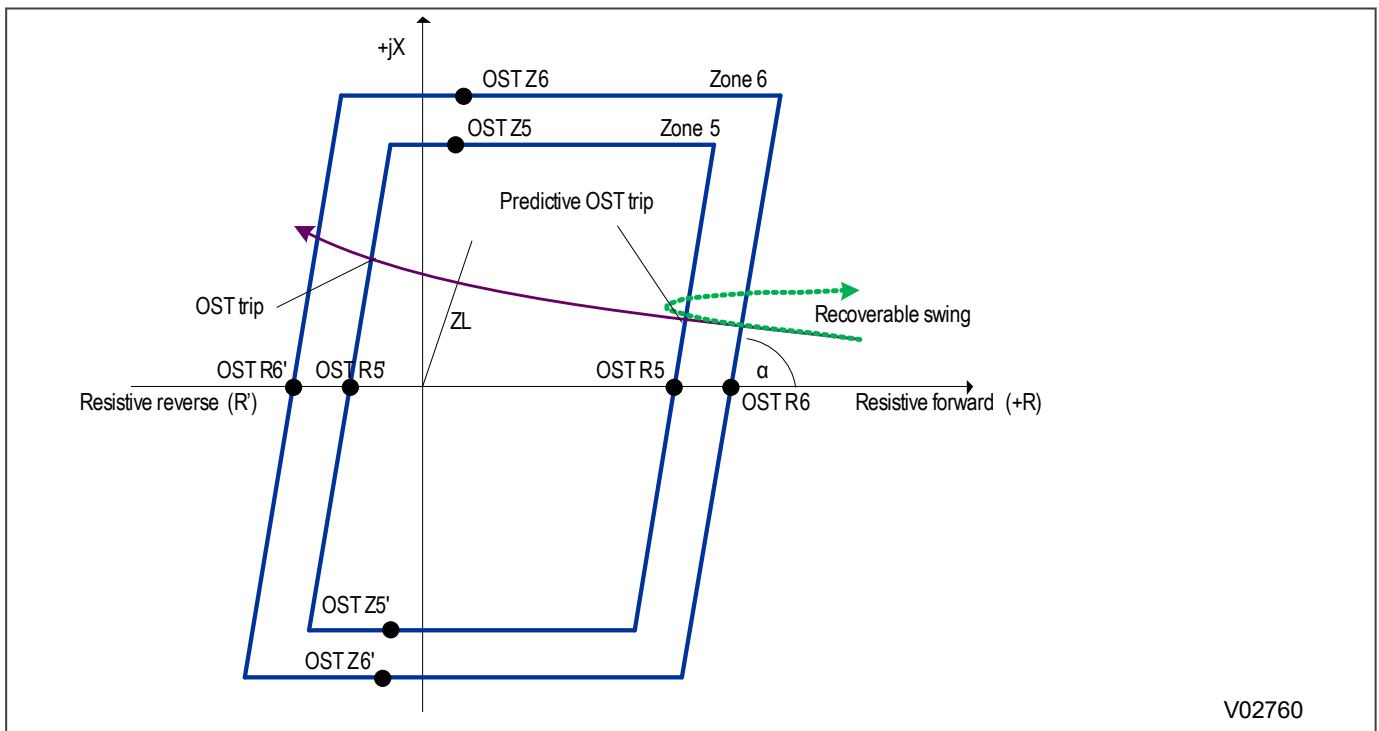 +jX
OST Z6
Zone 6
OST Z5
Zone 5
Predictive OST trip
OST trip
ZL
Recoverable swing
OST R6'
OST R5'
OST R5
α
OST R6
Resistive reverse (R')
Resistive forward (+R)
OST Z5'
OST Z6'
V02760